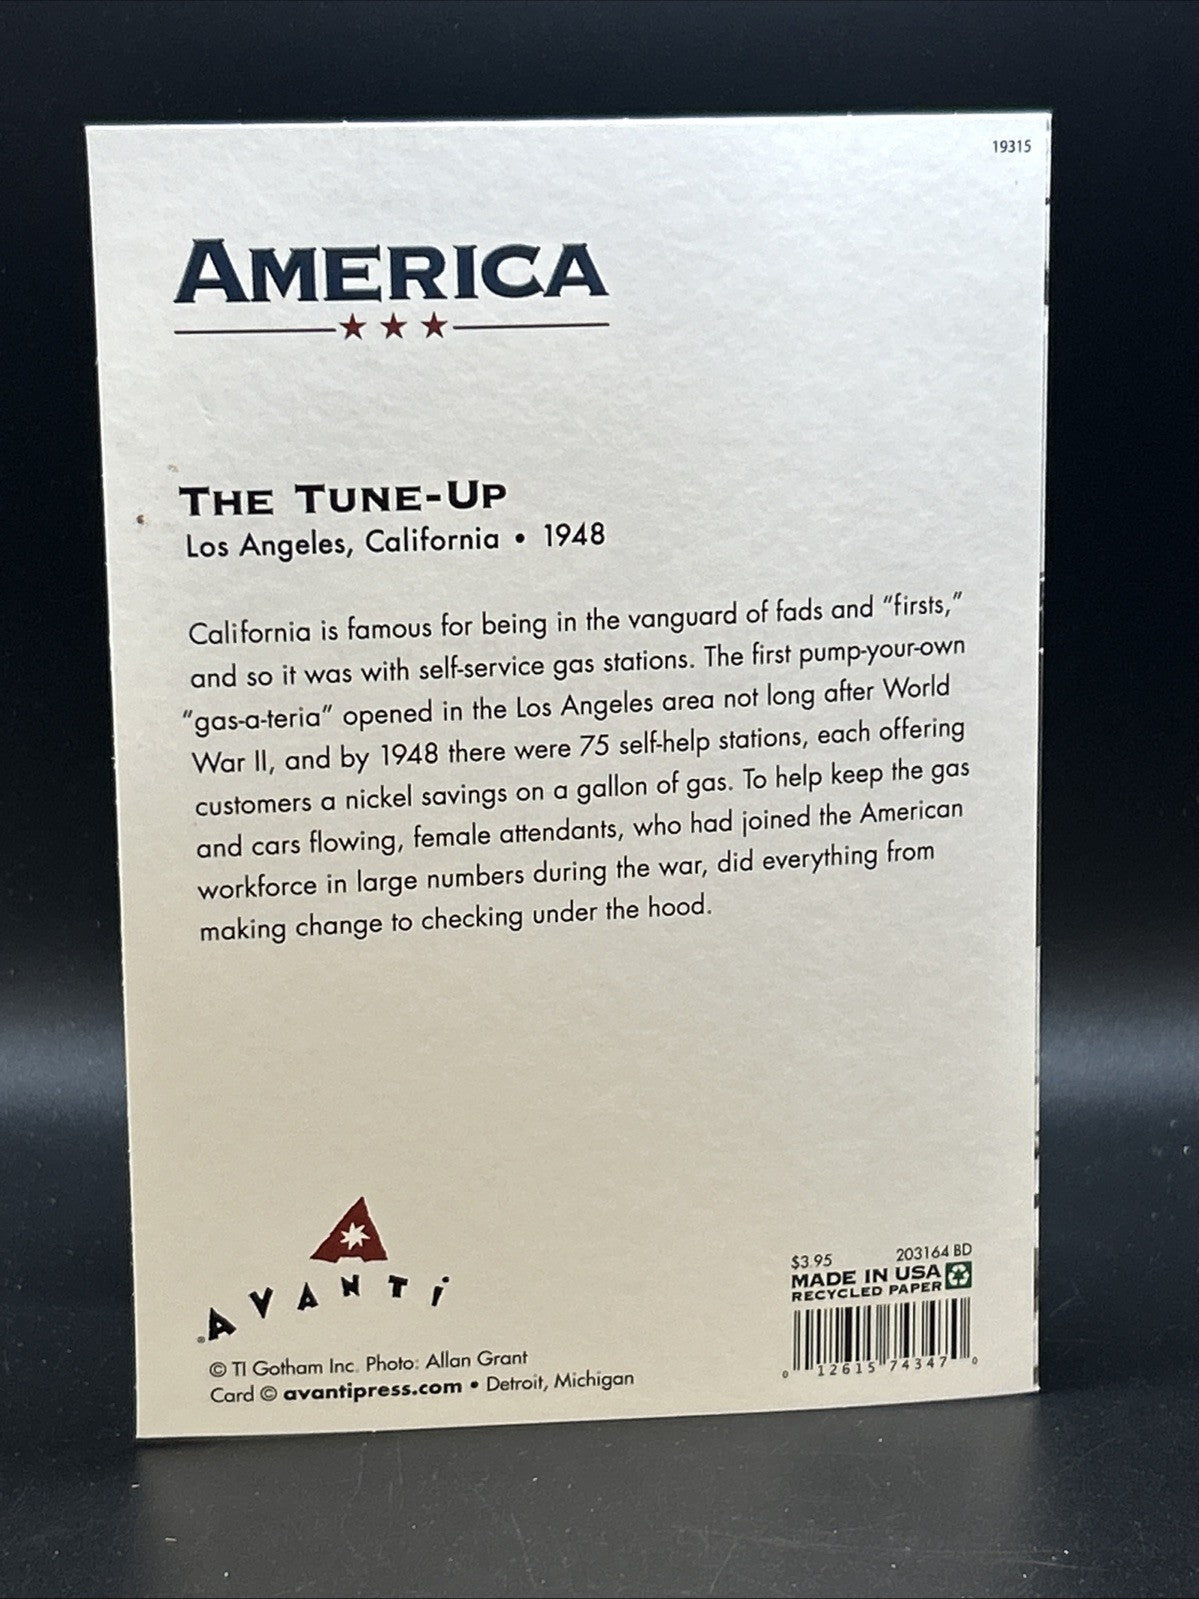 19315
AMERICA
THE TUNE-UP
Los Angeles, California • 1948
California is famous for being in the vanguard of fads and “firsts,”
and so it was with self-service gas stations. The first pump-your-own
“gas-a-teria” opened in the Los Angeles area not long after World
War II, and by 1948 there were 75 self-help stations, each offering
customers a nickel savings on a gallon of gas. To help keep the gas
and cars flowing, female attendants, who had joined the American
workforce in large numbers during the war, did everything from
making change to checking under the hood.
AVANTi
®
© TI Gotham Inc. Photo: Allan Grant
Card © avantipress.com • Detroit, Michigan
$3.95 203164 BD
MADE IN USA
RECYCLED PAPER
0 12615 74347 0